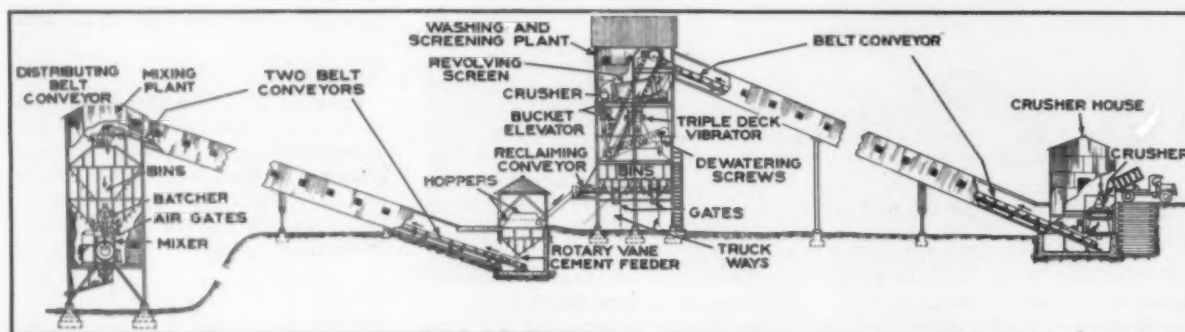 DISTRIBUTING
BELT
CONVEYOR
MIXING
PLANT
TWO BELT
CONVEYORS
BINS
BATCHER
AIR GATES
MIXER
HOPPERS
ROTARY VANE
CEMENT FEEDER
WASHING AND
SCREENING PLANT
REVOLVING
SCREEN
CRUSHER
BUCKET
ELEVATOR
RECLAIMING
CONVEYOR
BELT CONVEYOR
TRIPLE DECK
VIBRATOR
DEWATERING
SCREWS
BINS
GATES
TRUCK
WAYS
CRUSHER HOUSE
CRUSHER